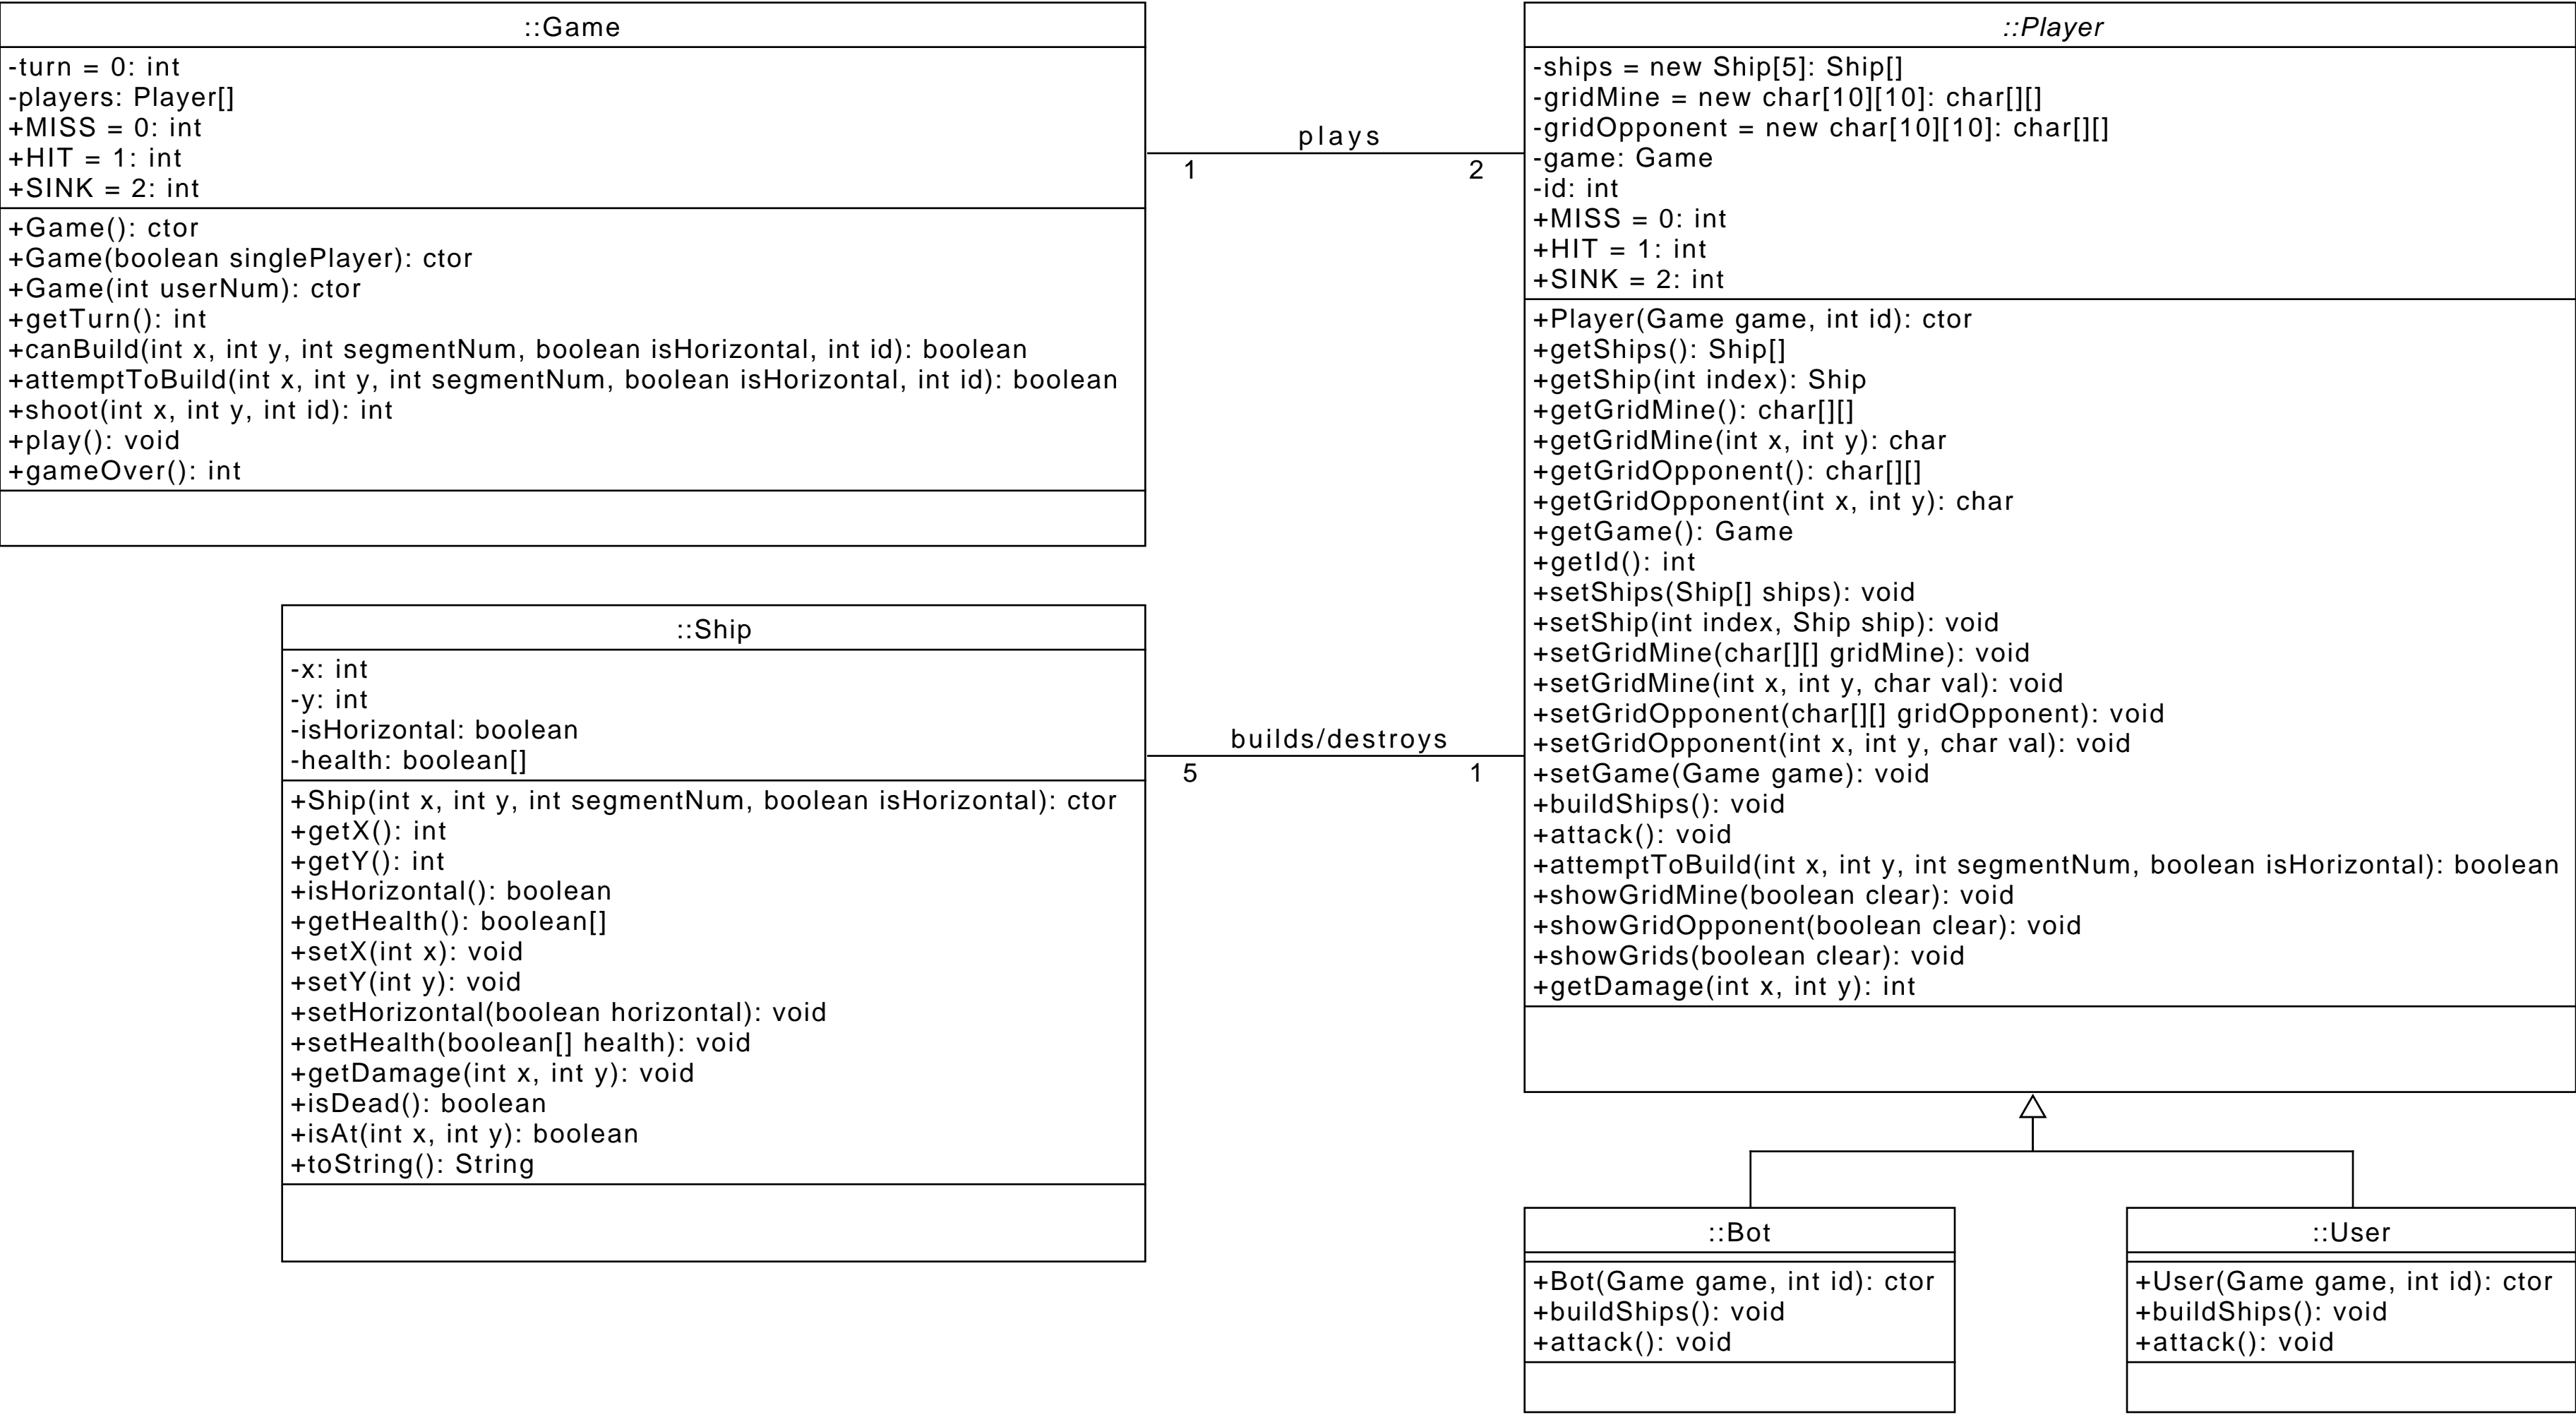 ::Game
-turn = 0: int
-players: Player[]
+MISS = 0: int
+HIT = 1: int
+SINK = 2: int
+Game(): ctor
+Game(boolean singlePlayer): ctor
+Game(int userNum): ctor
+getTurn(): int
+canBuild(int x, int y, int segmentNum, boolean isHorizontal, int id): boolean
+attemptToBuild(int x, int y, int segmentNum, boolean isHorizontal, int id): boolean
+shoot(int x, int y, int id): int
+play(): void
+gameOver(): int
plays
1 2
::Player
-ships = new Ship[5]: Ship[]
-gridMine = new char[10][10]: char[][]
-gridOpponent = new char[10][10]: char[][]
-game: Game
-id: int
+MISS = 0: int
+HIT = 1: int
+SINK = 2: int
+Player(Game game, int id): ctor
+getShips(): Ship[]
+getShip(int index): Ship
+getGridMine(): char[][]
+getGridMine(int x, int y): char
+getGridOpponent(): char[][]
+getGridOpponent(int x, int y): char
+getGame(): Game
+getId(): int
+setShips(Ship[] ships): void
+setShip(int index, Ship ship): void
+setGridMine(char[][] gridMine): void
+setGridMine(int x, int y, char val): void
+setGridOpponent(char[][] gridOpponent): void
+setGridOpponent(int x, int y, char val): void
+setGame(Game game): void
+buildShips(): void
+attack(): void
+attemptToBuild(int x, int y, int segmentNum, boolean isHorizontal): boolean
+showGridMine(boolean clear): void
+showGridOpponent(boolean clear): void
+showGrids(boolean clear): void
+getDamage(int x, int y): int
::Ship
-x: int
-y: int
-isHorizontal: boolean
-health: boolean[]
+Ship(int x, int y, int segmentNum, boolean isHorizontal): ctor
+getX(): int
+getY(): int
+isHorizontal(): boolean
+getHealth(): boolean[]
+setX(int x): void
+setY(int y): void
+setHorizontal(boolean horizontal): void
+setHealth(boolean[] health): void
+getDamage(int x, int y): void
+isDead(): boolean
+isAt(int x, int y): boolean
+toString(): String
builds/destroys
5 1
::Bot
+Bot(Game game, int id): ctor
+buildShips(): void
+attack(): void
::User
+User(Game game, int id): ctor
+buildShips(): void
+attack(): void